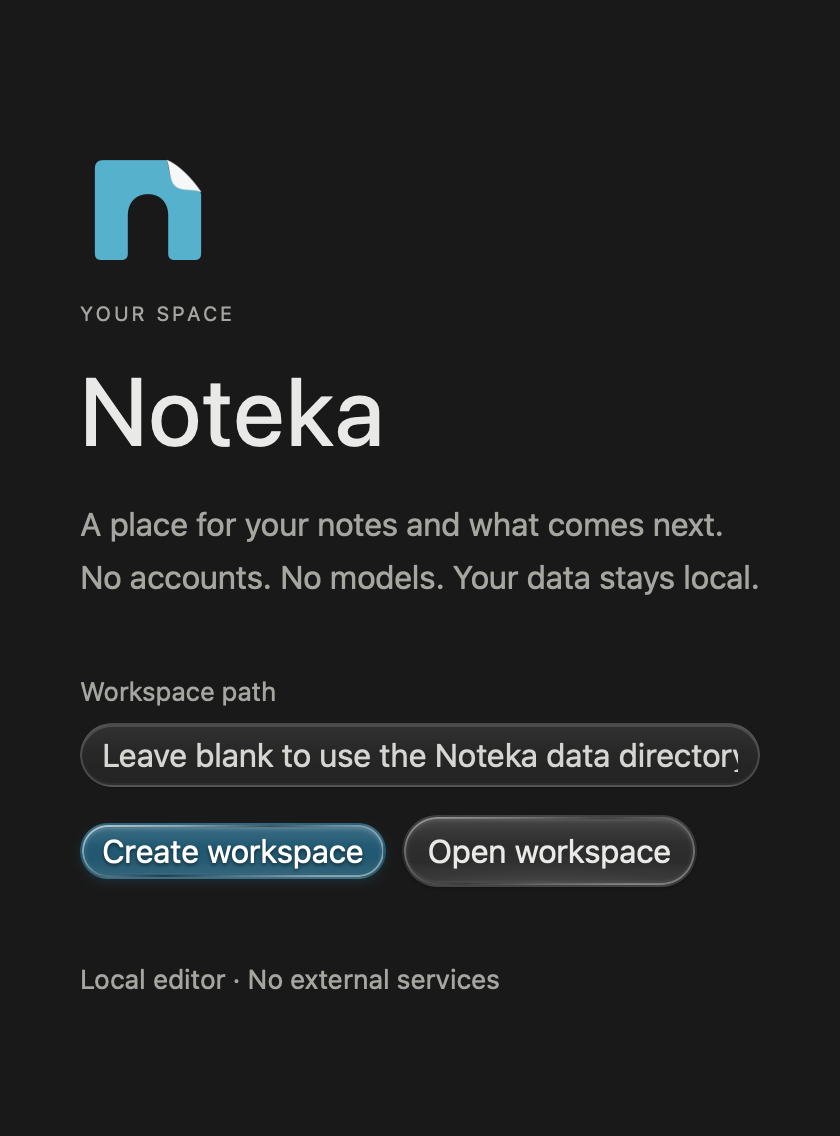 YOUR SPACE
Noteka
A place for your notes and what comes next.
No accounts. No models. Your data stays local.
Workspace path
Leave blank to use the Noteka data directory
Create workspace
Open workspace
Local editor · No external services